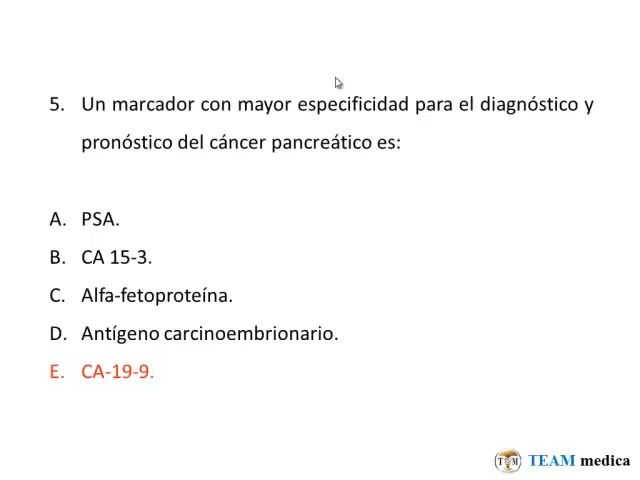 5. Un marcador con mayor especificidad para el diagnóstico y
pronóstico del cáncer pancreático es:
A. PSA.
B. CA 15-3.
C. Alfa-fetoproteína.
D. Antígeno carcinoembrionario.
E. CA-19-9.
TSM TEAM medica